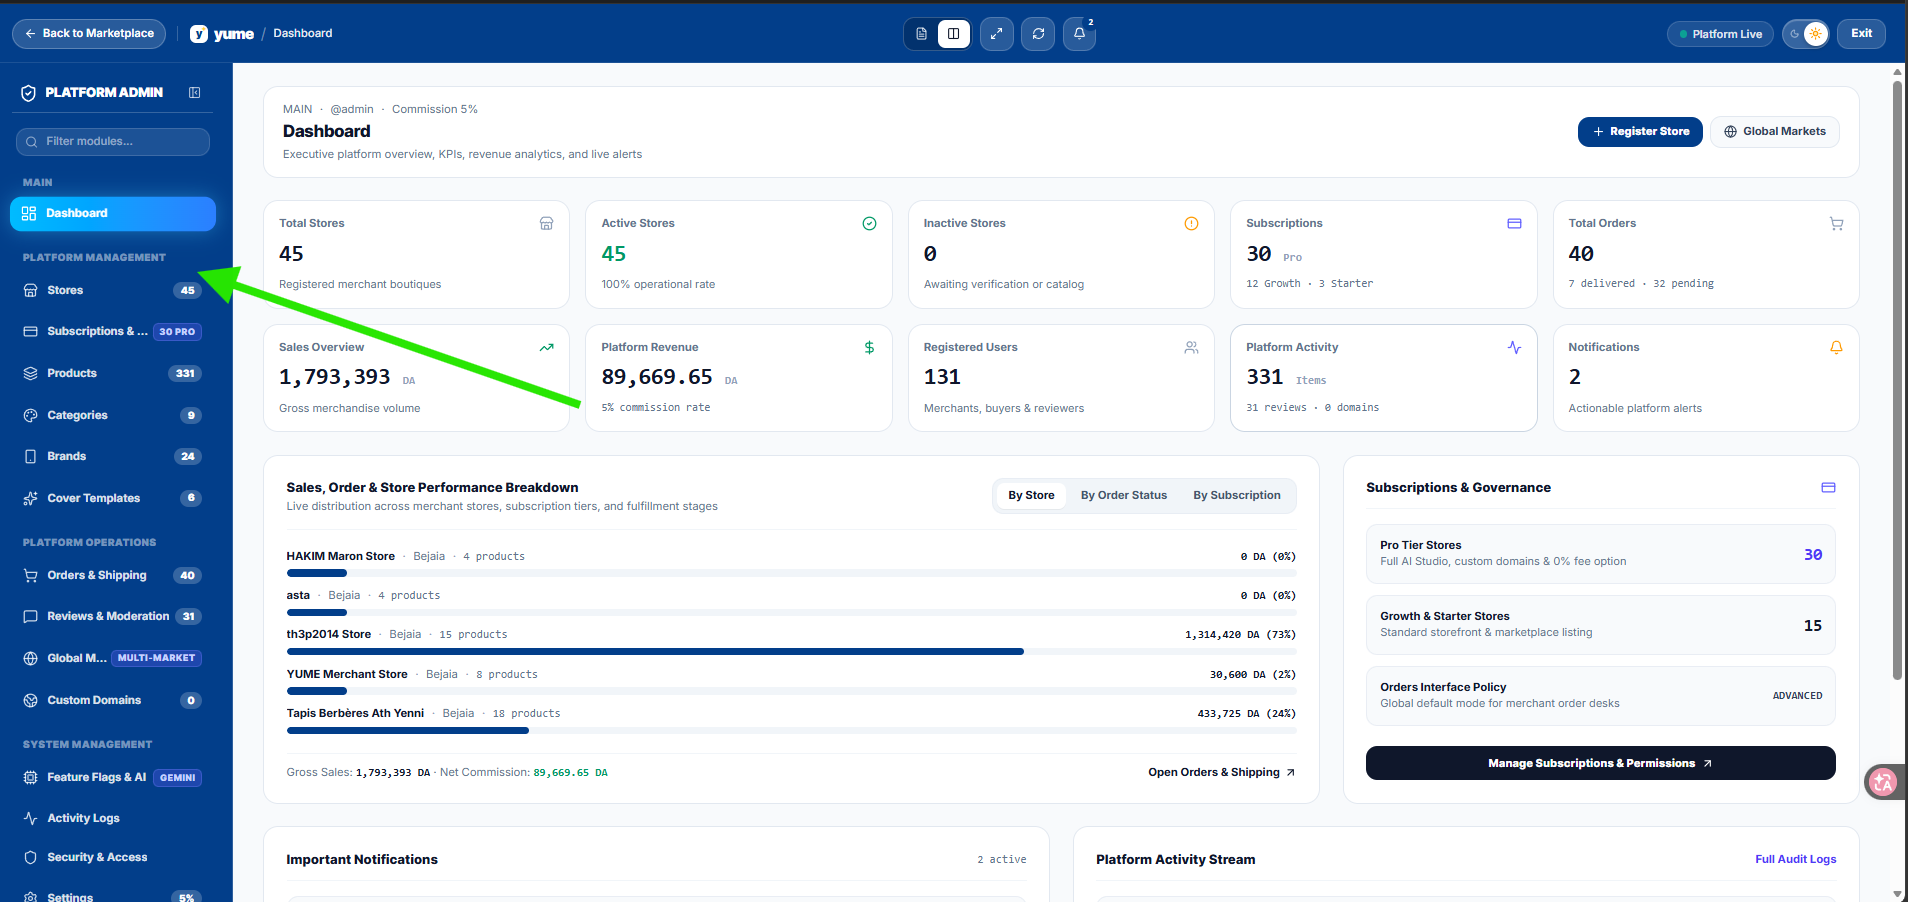 Back to Marketplace
yume / Dashboard
2
Platform Live
Exit
PLATFORM ADMIN
Filter modules...
MAIN
Dashboard
PLATFORM MANAGEMENT
Stores 45
Subscriptions & ... 30 PRO
Products 331
Categories 9
Brands 24
Cover Templates 6
PLATFORM OPERATIONS
Orders & Shipping 40
Reviews & Moderation 31
Global M... MULTI-MARKET
Custom Domains 0
SYSTEM MANAGEMENT
Feature Flags & AI GEMINI
Activity Logs
Security & Access
Settings 5%
MAIN · @admin · Commission 5%
Dashboard
Executive platform overview, KPIs, revenue analytics, and live alerts
Register Store
Global Markets
Total Stores
45
Registered merchant boutiques
Active Stores
45
100% operational rate
Inactive Stores
0
Awaiting verification or catalog
Subscriptions
30 Pro
12 Growth · 3 Starter
Total Orders
40
7 delivered · 32 pending
Sales Overview
1,793,393 DA
Gross merchandise volume
Platform Revenue
89,669.65 DA
5% commission rate
Registered Users
131
Merchants, buyers & reviewers
Platform Activity
331 Items
31 reviews · 0 domains
Notifications
2
Actionable platform alerts
Sales, Order & Store Performance Breakdown
Live distribution across merchant stores, subscription tiers, and fulfillment stages
By Store
By Order Status
By Subscription
HAKIM Maron Store · Bejaia · 4 products 0 DA (0%)
asta · Bejaia · 4 products 0 DA (0%)
th3p2014 Store · Bejaia · 15 products 1,314,420 DA (73%)
YUME Merchant Store · Bejaia · 8 products 30,600 DA (2%)
Tapis Berbères Ath Yenni · Bejaia · 18 products 433,725 DA (24%)
Gross Sales: 1,793,393 DA · Net Commission: 89,669.65 DA
Open Orders & Shipping
Subscriptions & Governance
Pro Tier Stores
Full AI Studio, custom domains & 0% fee option
30
Growth & Starter Stores
Standard storefront & marketplace listing
15
Orders Interface Policy
Global default mode for merchant order desks
ADVANCED
Manage Subscriptions & Permissions
Important Notifications
2 active
Platform Activity Stream
Full Audit Logs